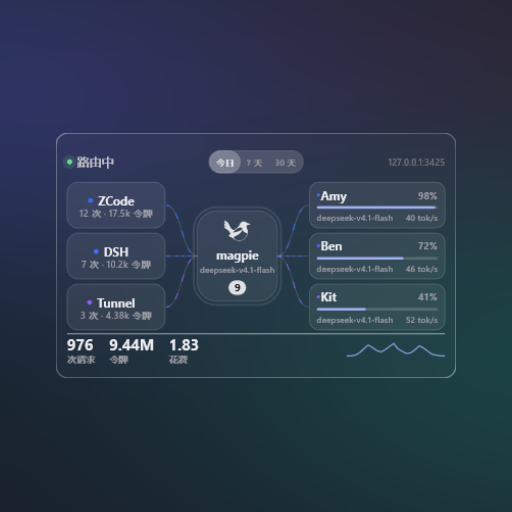 路由中
今日 7 天 30 天
127.0.0.1:3425
ZCode
12 次 · 17.5k 令牌
DSH
7 次 · 10.2k 令牌
Tunnel
3 次 · 4.38k 令牌
magpie
deepseek-v4.1-flash
9
Amy 98%
deepseek-v4.1-flash 40 tok/s
Ben 72%
deepseek-v4.1-flash 46 tok/s
Kit 41%
deepseek-v4.1-flash 52 tok/s
976 9.44M 1.83
次请求 令牌 花费